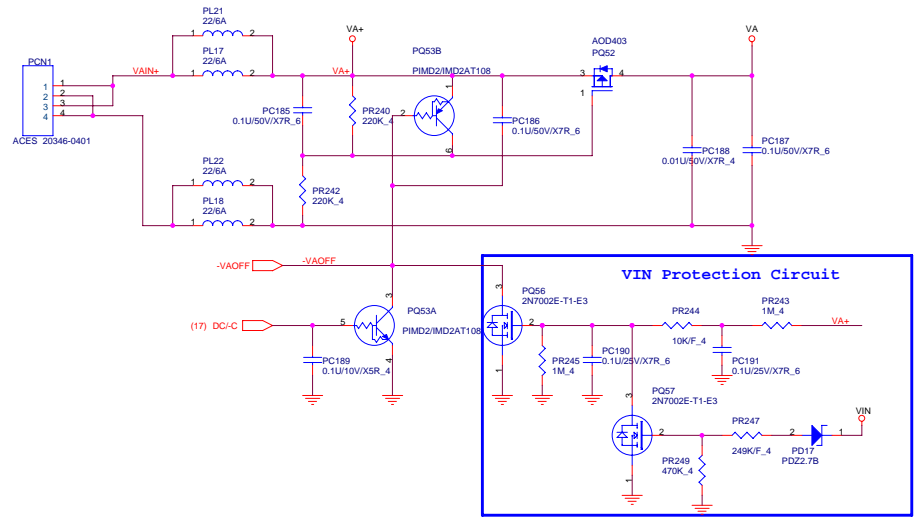 PL21
22/6A
1
2
PL17
22/6A
1
2
PCN1
1
2
3
4
1
2
3
4
ACES 20346-0401
VAIN+
VA+
VA+
PQ53B
PIMD2/IMD2AT108
1
2
6
PC185
0.1U/50V/X7R_6
PR240
220K_4
PC186
0.1U/50V/X7R_6
AOD403
PQ52
3
4
1
VA
PC188
0.01U/50V/X7R_4
PC187
0.1U/50V/X7R_6
PL22
22/6A
1
2
PL18
22/6A
1
2
PR242
220K_4
-VAOFF
-VAOFF
(17) DC/-C
5
3
PQ53A
PIMD2/IMD2AT108
4
PC189
0.1U/10V/X5R_4
VIN Protection Circuit
3
PQ56
2N7002E-T1-E3
2
1
PR245
1M_4
PC190
0.1U/25V/X7R_6
PR244
10K/F_4
PR243
1M_4
VA+
PC191
0.1U/25V/X7R_6
PQ57
2N7002E-T1-E3
3
2
1
PR247
249K/F_4
2
1
PD17
PDZ2.7B
VIN
PR249
470K_4